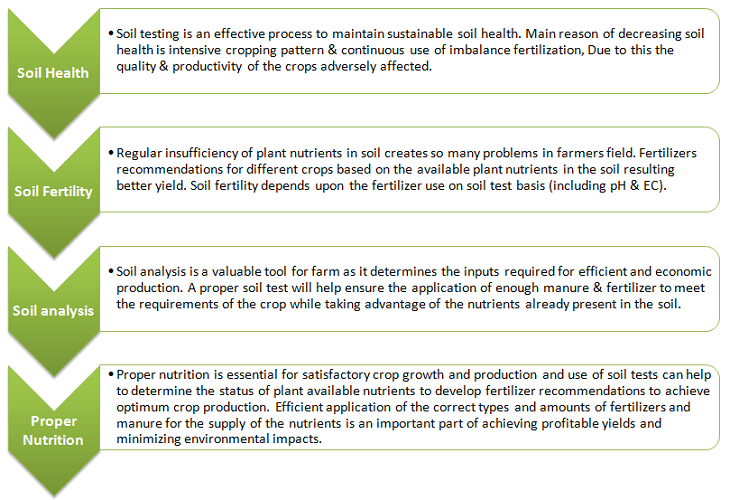 Soil Health
• Soil testing is an effective process to maintain sustainable soil health. Main reason of decreasing soil
health is intensive cropping pattern & continuous use of imbalance fertilization, Due to this the
quality & productivity of the crops adversely affected.
Soil Fertility
• Regular insufficiency of plant nutrients in soil creates so many problems in farmers field. Fertilizers
recommendations for different crops based on the available plant nutrients in the soil resulting
better yield. Soil fertility depends upon the fertilizer use on soil test basis (including pH & EC).
Soil analysis
• Soil analysis is a valuable tool for farm as it determines the inputs required for efficient and economic
production. A proper soil test will help ensure the application of enough manure & fertilizer to meet
the requirements of the crop while taking advantage of the nutrients already present in the soil.
Proper
Nutrition
• Proper nutrition is essential for satisfactory crop growth and production and use of soil tests can help
to determine the status of plant available nutrients to develop fertilizer recommendations to achieve
optimum crop production. Efficient application of the correct types and amounts of fertilizers and
manure for the supply of the nutrients is an important part of achieving profitable yields and
minimizing environmental impacts.